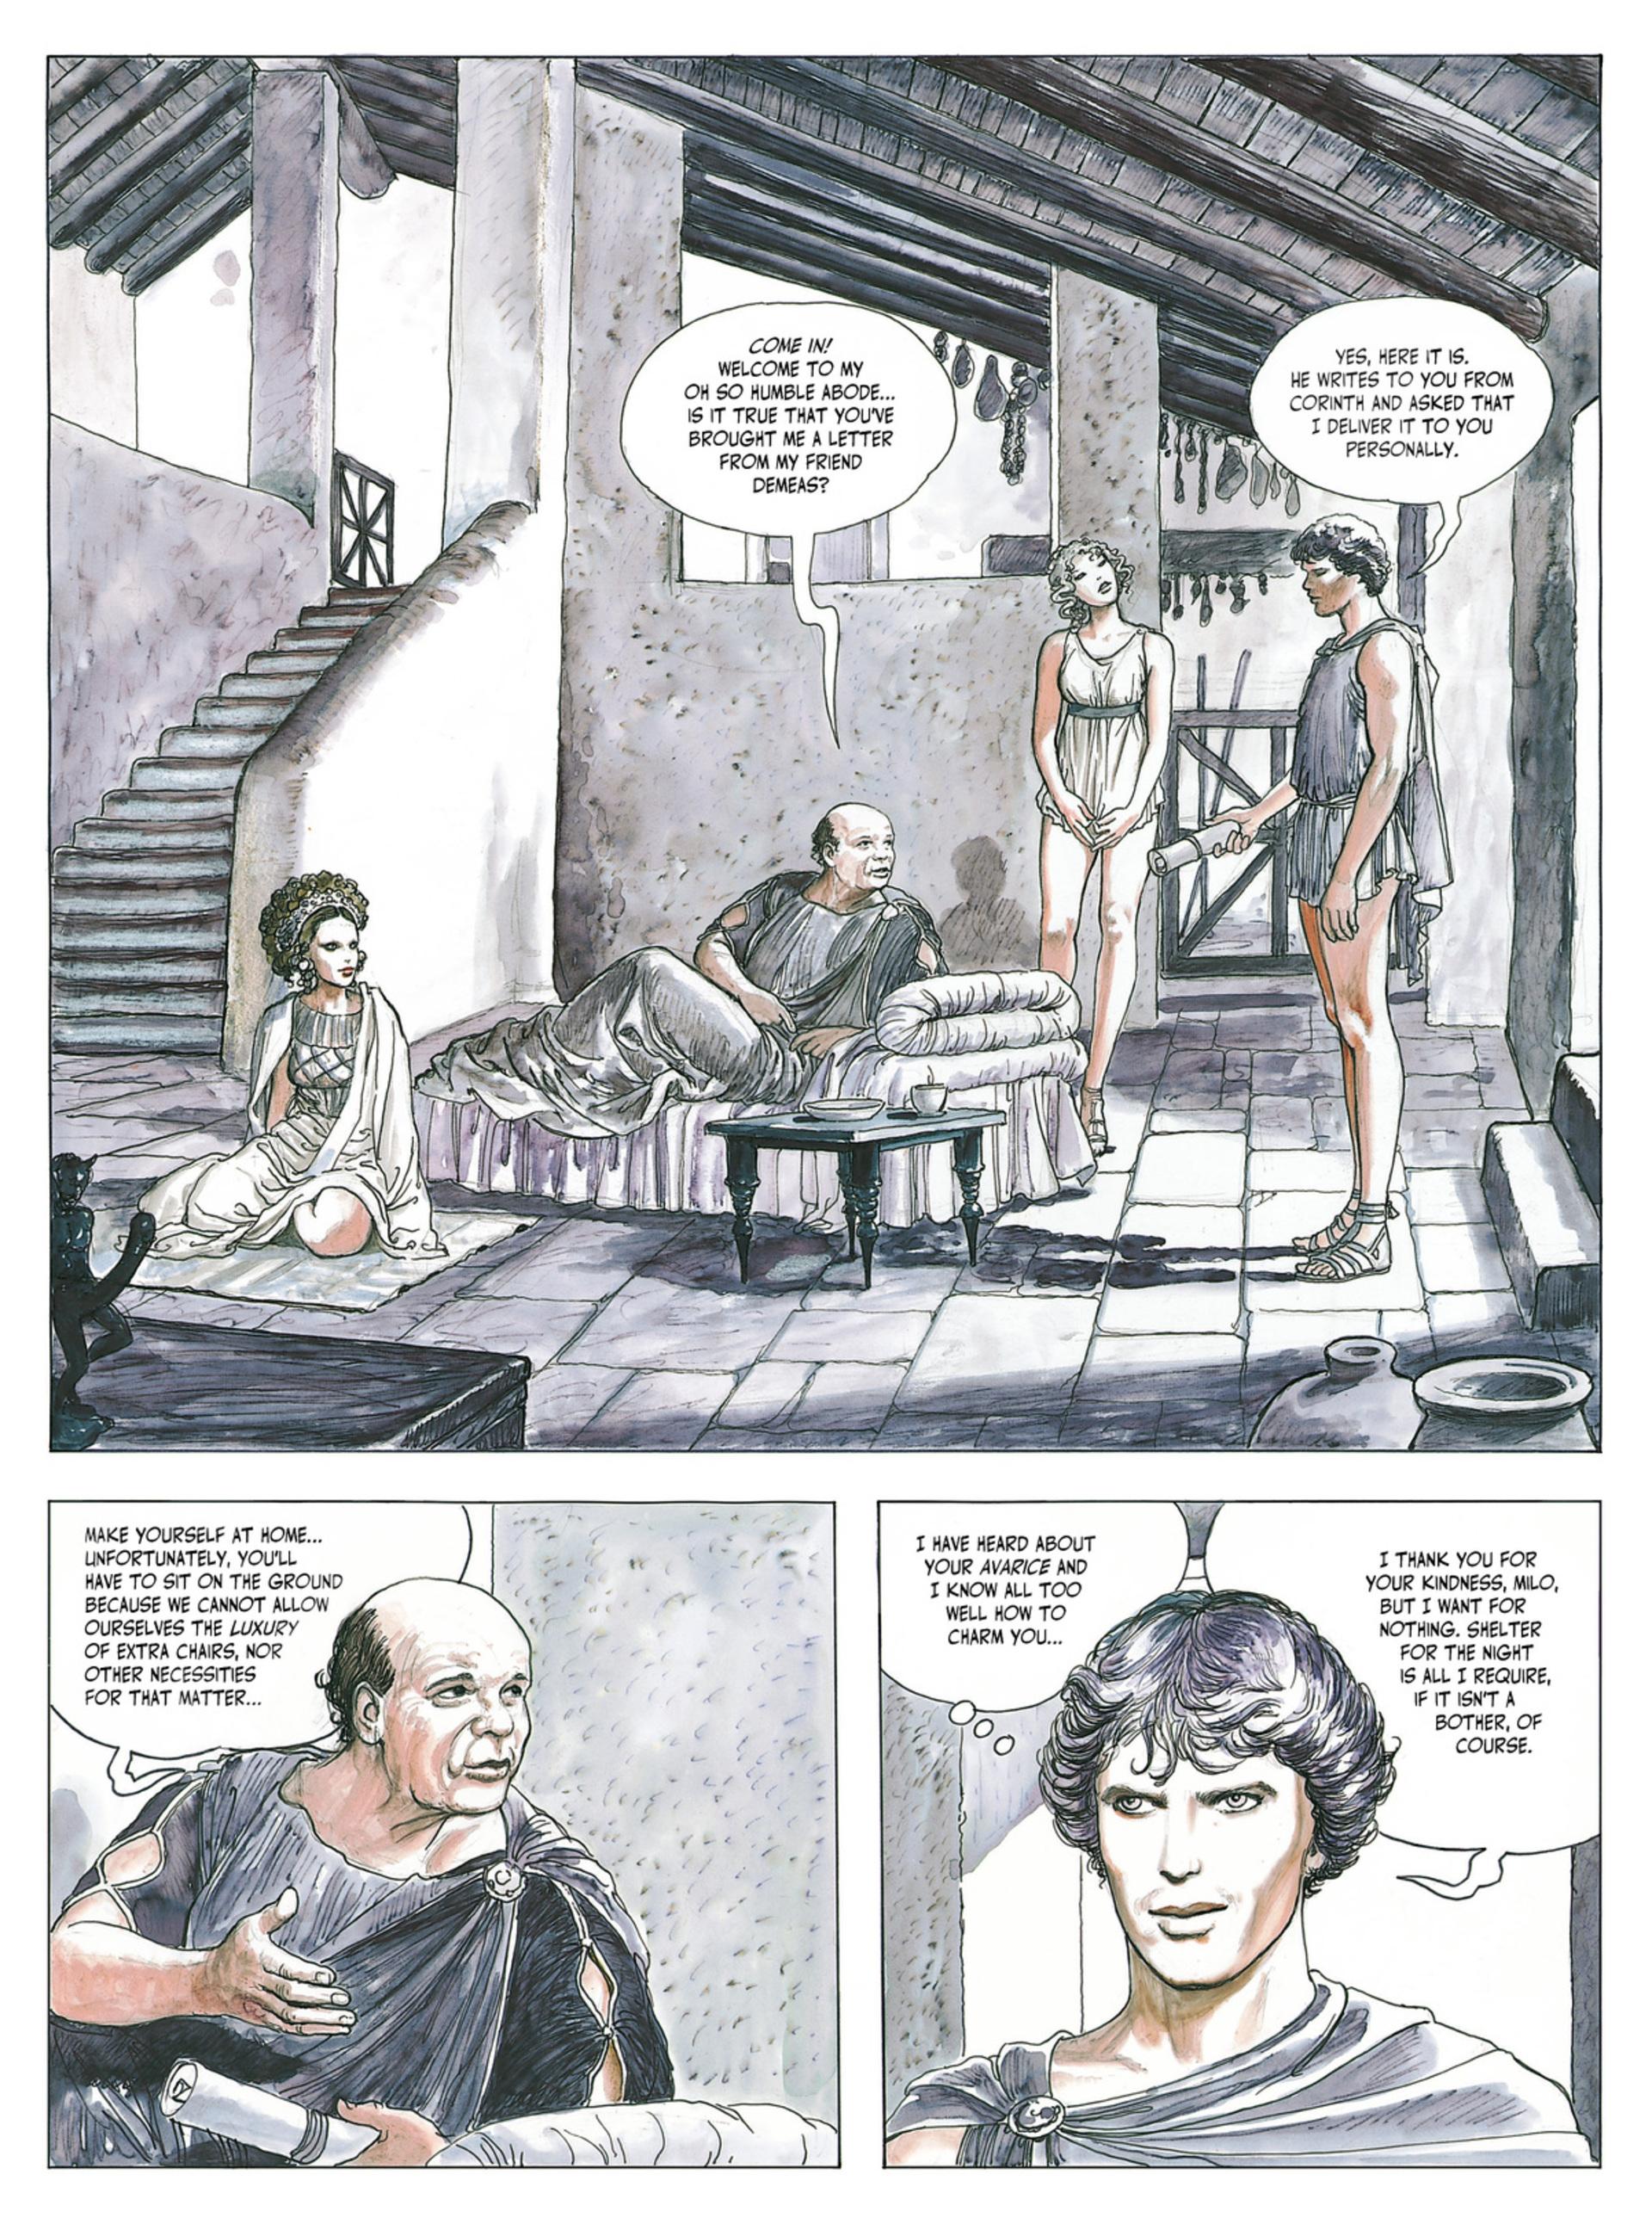 COME IN!
WELCOME TO MY
OH SO HUMBLE ABODE...
IS IT TRUE THAT YOU'VE
BROUGHT ME A LETTER
FROM MY FRIEND
DEMEAS?
YES, HERE IT IS.
HE WRITES TO YOU FROM
CORINTH AND ASKED THAT
I DELIVER IT TO YOU
PERSONALLY.
MAKE YOURSELF AT HOME...
UNFORTUNATELY, YOU'LL
HAVE TO SIT ON THE GROUND
BECAUSE WE CANNOT ALLOW
OURSELVES THE LUXURY
OF EXTRA CHAIRS, NOR
OTHER NECESSITIES
FOR THAT MATTER...
I HAVE HEARD ABOUT
YOUR AVARICE AND
I KNOW ALL TOO
WELL HOW TO
CHARM YOU...
I THANK YOU FOR
YOUR KINDNESS, MILO,
BUT I WANT FOR
NOTHING. SHELTER
FOR THE NIGHT
IS ALL I REQUIRE,
IF IT ISN'T A
BOTHER, OF
COURSE.